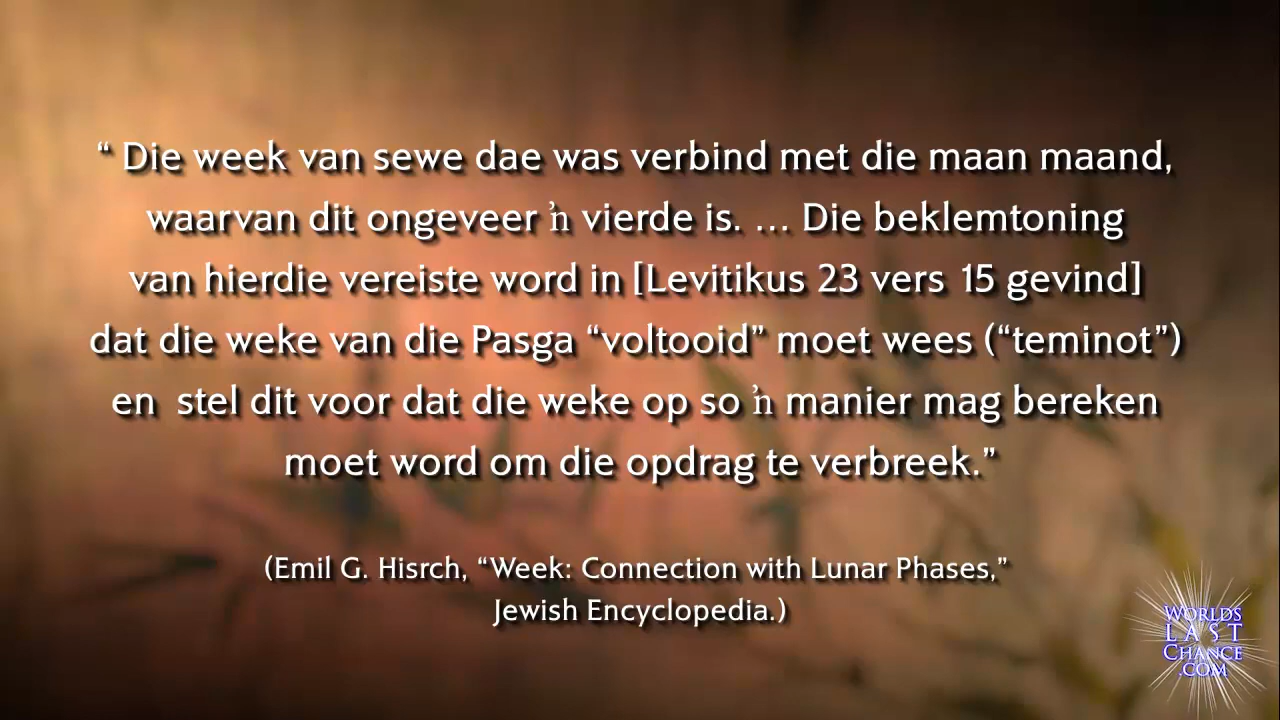 “ Die week van sewe dae was verbind met die maan maand,
waarvan dit ongeveer ŉ vierde is. … Die beklemtoning
van hierdie vereiste word in [Levitikus 23 vers 15 gevind]
dat die weke van die Pasga “voltooid” moet wees (“teminot”)
en stel dit voor dat die weke op so ŉ manier mag bereken
moet word om die opdrag te verbreek.”
(Emil G. Hisrch, “Week: Connection with Lunar Phases,”
Jewish Encyclopedia.)
WORLDS
LAST
CHANCE
.COM